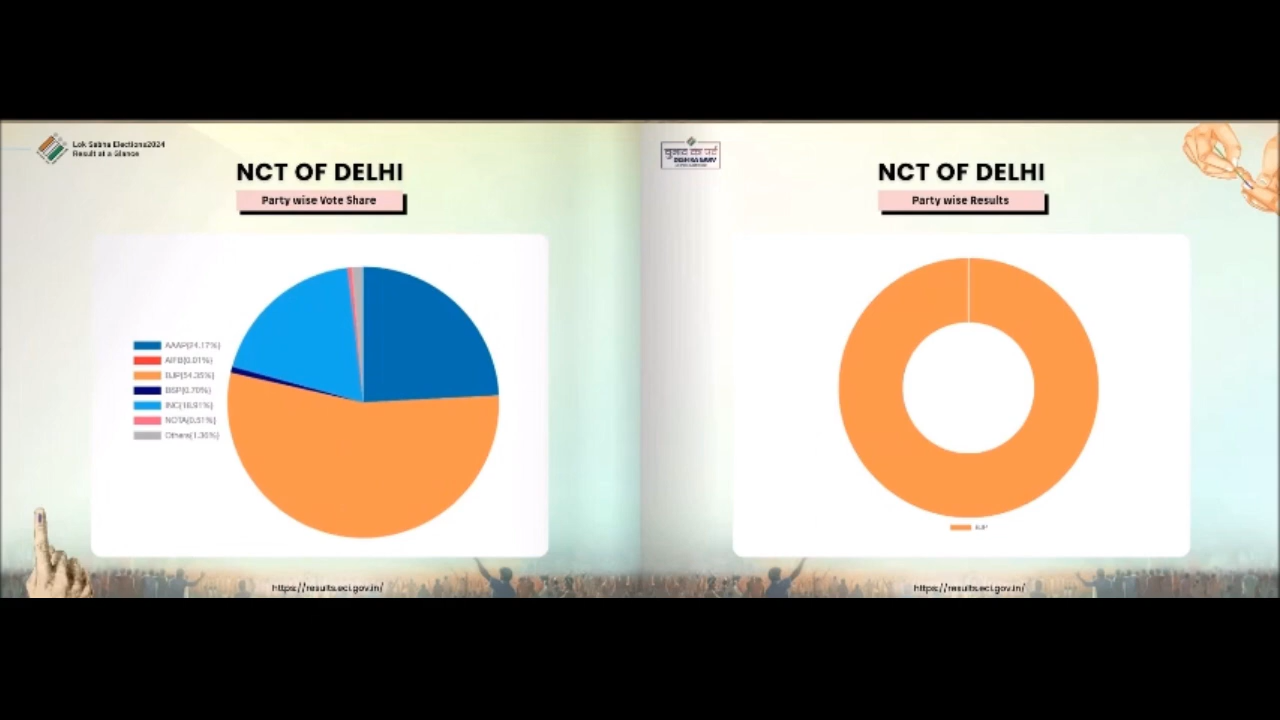 Lok Sabha Elections2024
Result at a Glance
NCT OF DELHI
Party wise Vote Share
AAAP(24.17%)
AIFB(0.01%)
BJP(54.35%)
BSP(0.70%)
INC(18.91%)
NOTA(0.51%)
Others(1.36%)
https://results.eci.gov.in/
चुनाव का पर्व
NCT OF DELHI
Party wise Results
BJP
https://results.eci.gov.in/